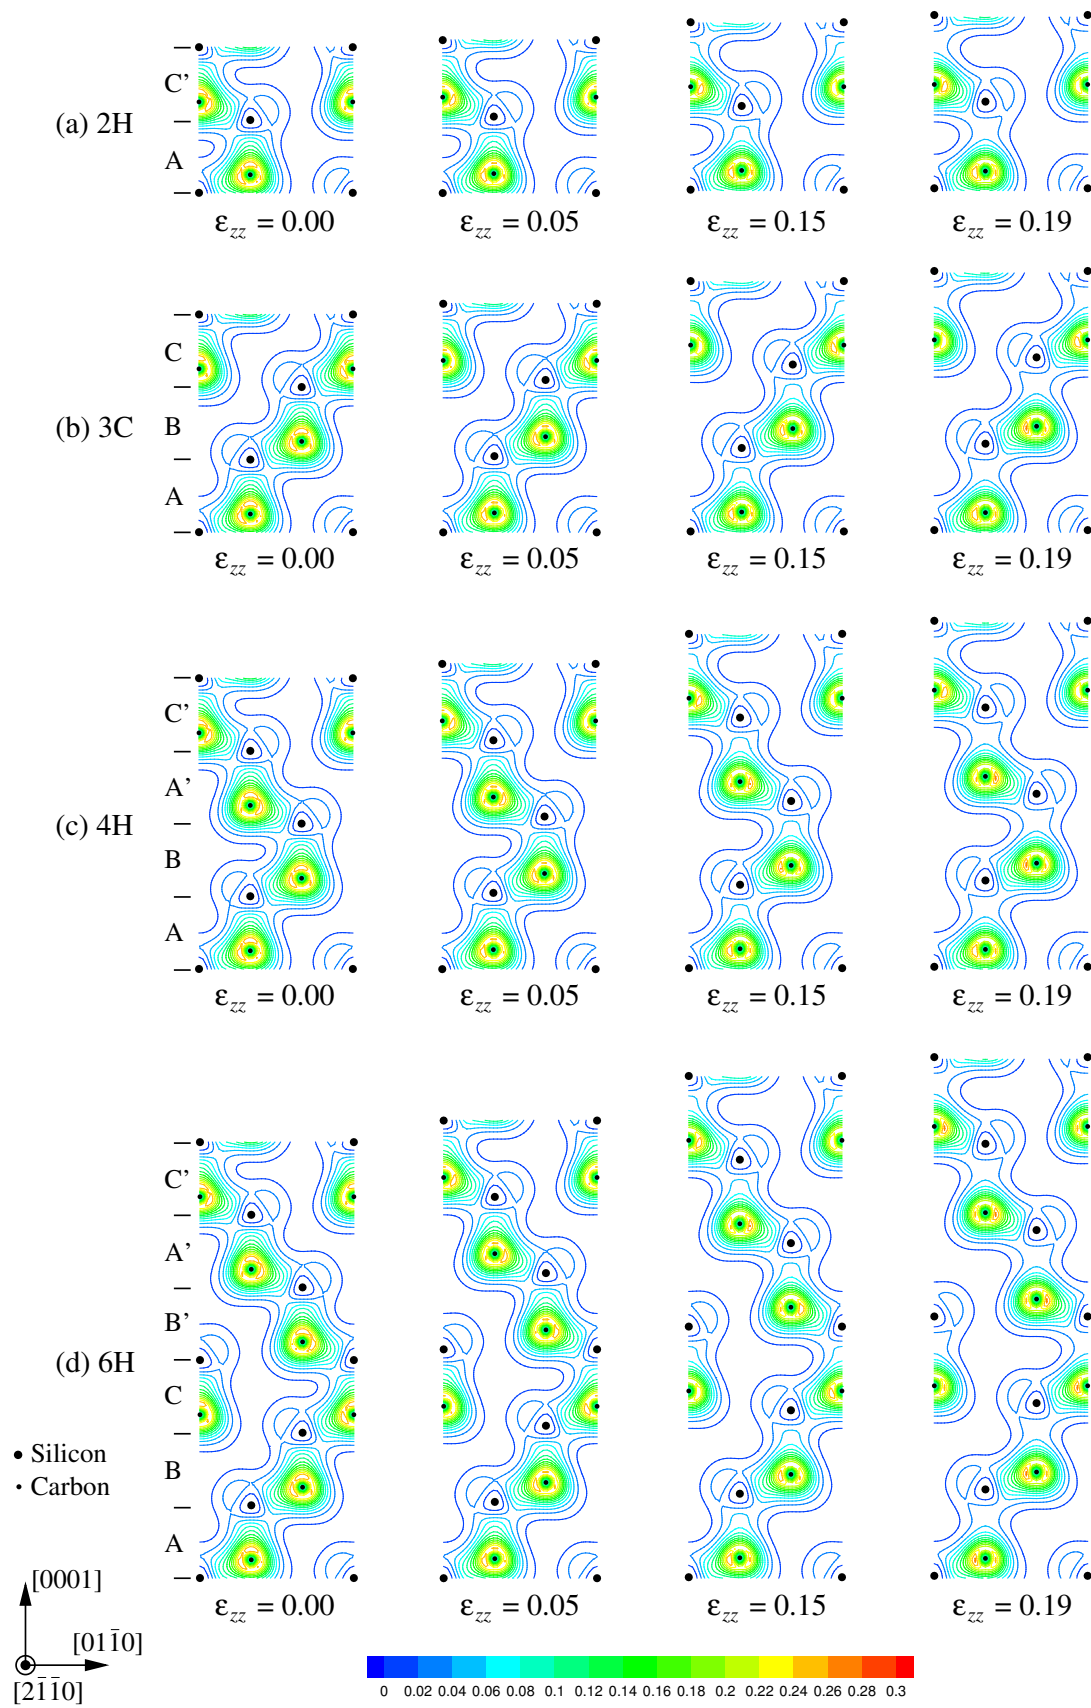 C'
(a) 2H
A
ε_zz = 0.00
ε_zz = 0.05
ε_zz = 0.15
ε_zz = 0.19
C
(b) 3C
B
A
ε_zz = 0.00
ε_zz = 0.05
ε_zz = 0.15
ε_zz = 0.19
C'
A'
(c) 4H
B
A
ε_zz = 0.00
ε_zz = 0.05
ε_zz = 0.15
ε_zz = 0.19
C'
A'
B'
(d) 6H
C
• Silicon
B
· Carbon
A
ε_zz = 0.00
ε_zz = 0.05
ε_zz = 0.15
ε_zz = 0.19
[0001]
[011̄0]
[21̄1̄0]
0 0.02 0.04 0.06 0.08 0.1 0.12 0.14 0.16 0.18 0.2 0.22 0.24 0.26 0.28 0.3